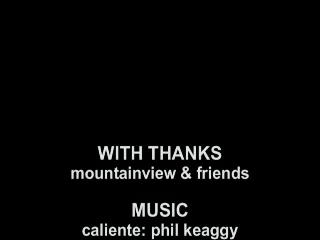 WITH THANKS
mountainview & friends
MUSIC
caliente: phil keaggy